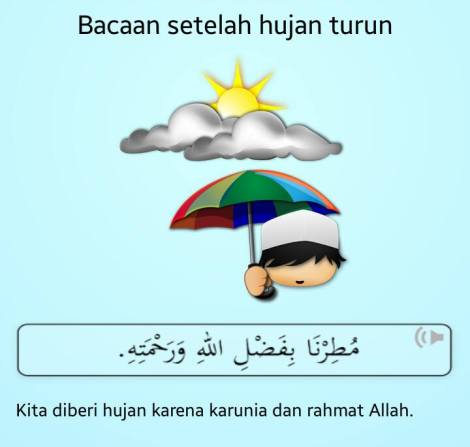 Bacaan setelah hujan turun
مُطِرْنَا بِفَضْلِ اللهِ وَرَحْمَتِهِ.
Kita diberi hujan karena karunia dan rahmat Allah.